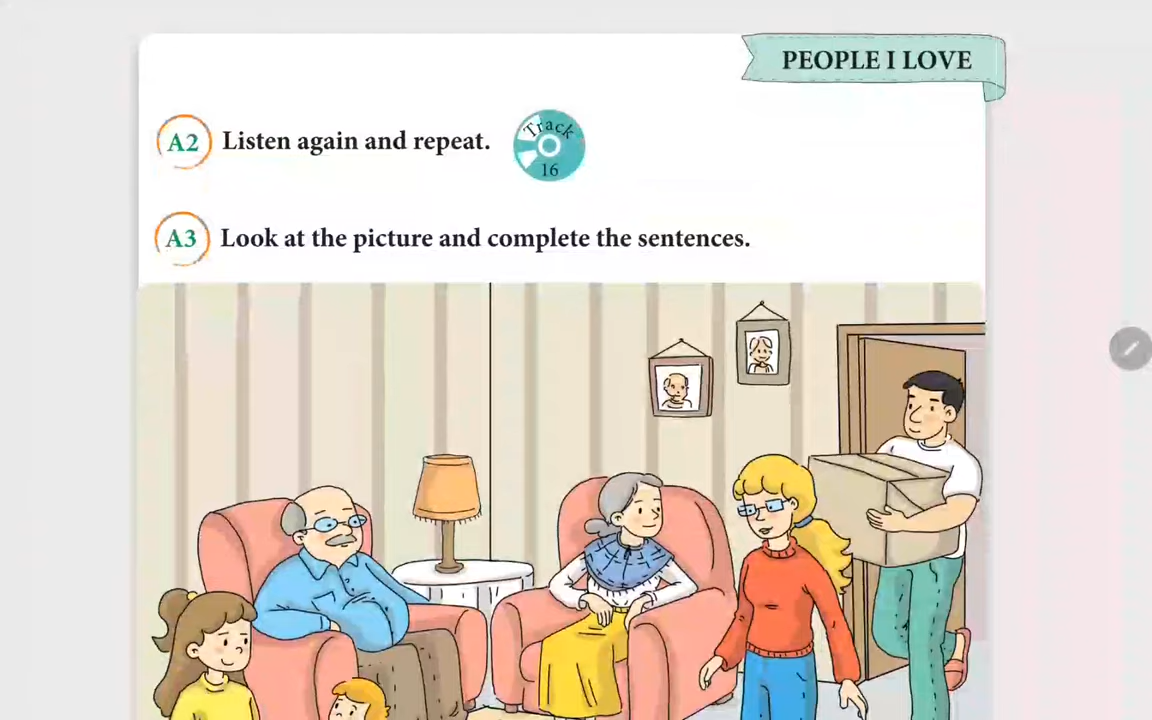 PEOPLE I LOVE
A2 Listen again and repeat. Track 16
A3 Look at the picture and complete the sentences.